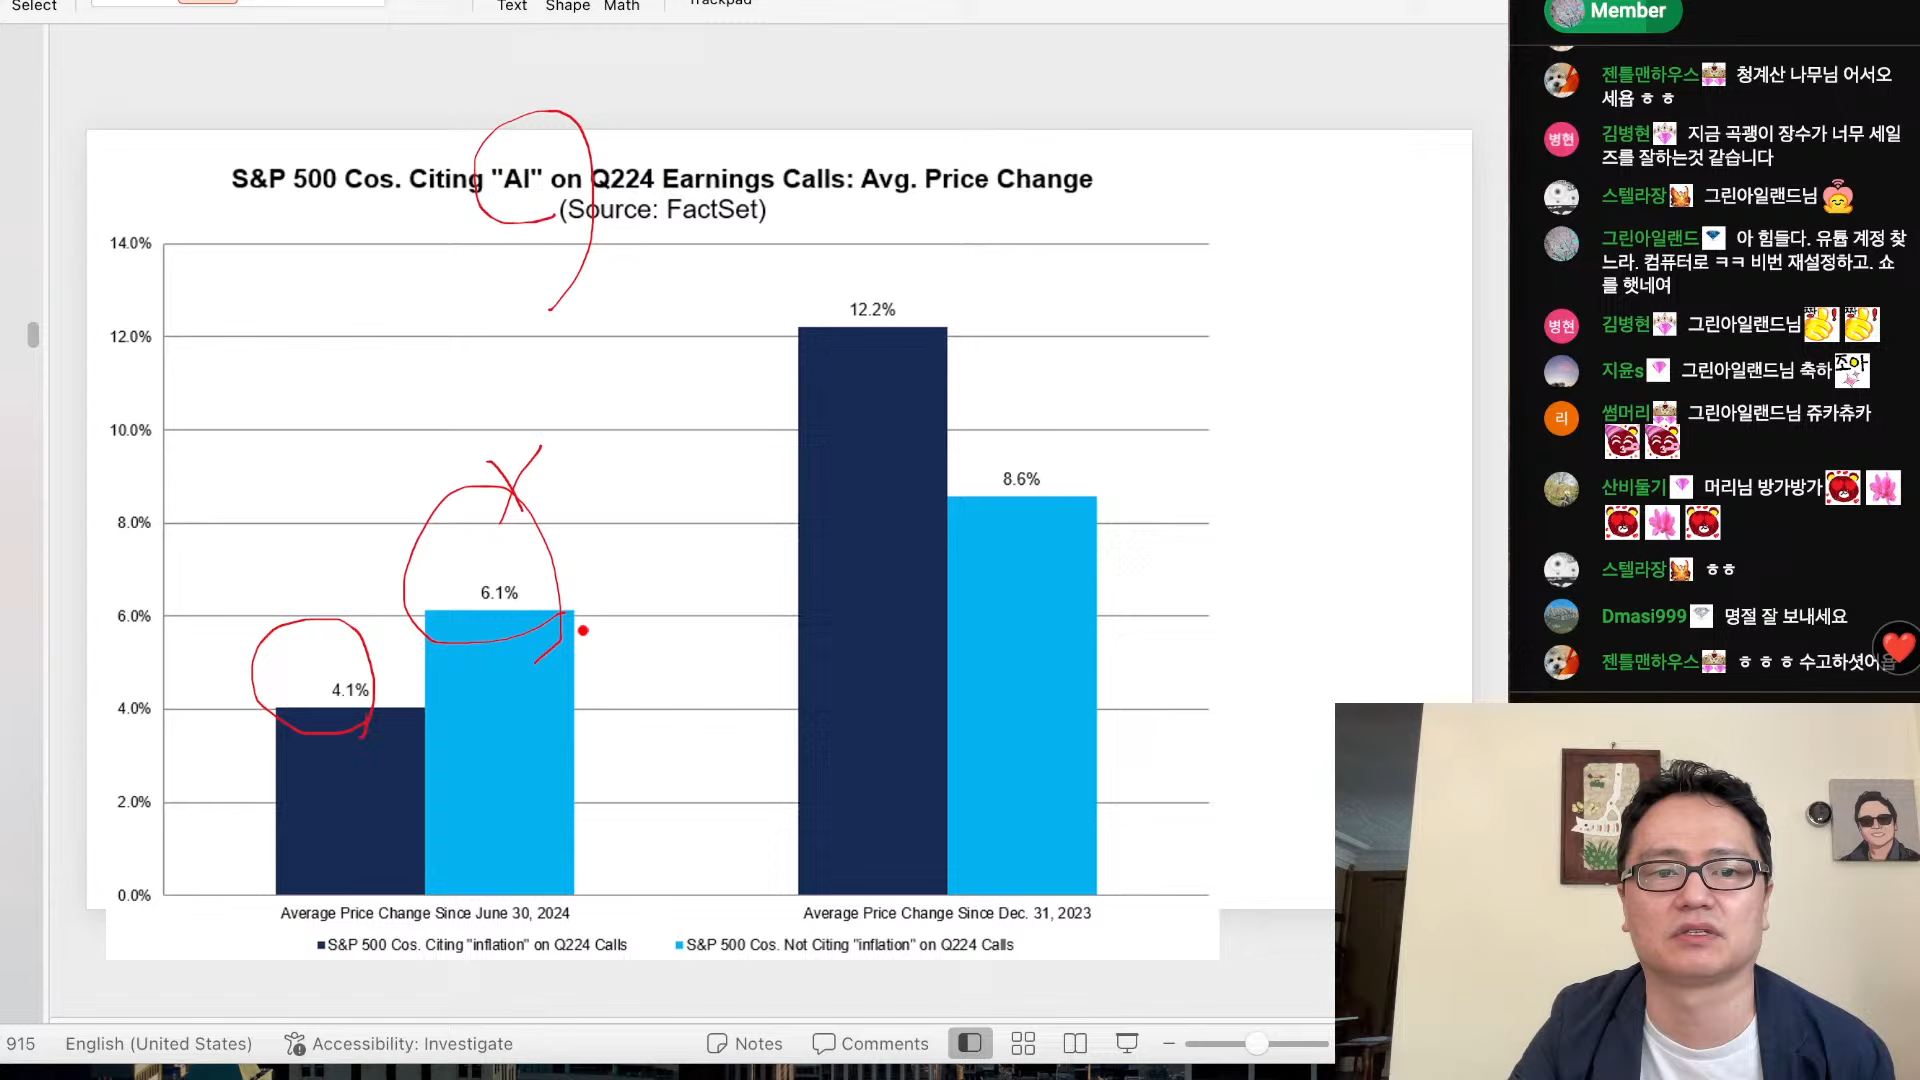 Select
Text Shape Math
Trackpad
S&P 500 Cos. Citing "AI" on Q224 Earnings Calls: Avg. Price Change
(Source: FactSet)
14.0%
12.0%
10.0%
8.0%
6.0%
4.0%
2.0%
0.0%
4.1%
6.1%
12.2%
8.6%
Average Price Change Since June 30, 2024
Average Price Change Since Dec. 31, 2023
S&P 500 Cos. Citing "inflation" on Q224 Calls
S&P 500 Cos. Not Citing "inflation" on Q224 Calls
915 English (United States) Accessibility: Investigate Notes Comments
Member
젠틀맨하우스 청계산 나무님 어서오
세욥 ㅎ ㅎ
병현
김병현 지금 곡괭이 장수가 너무 세일
즈를 잘하는것 같습니다
스텔라장 그린아일랜드님
그린아일랜드 아 힘들다. 유튭 계정 찾
느라. 컴퓨터로 ㅋㅋ 비번 재설정하고. 쇼
를 햇네여
병현
김병현 그린아일랜드님
지윤s 그린아일랜드님 축하
조아
리
썸머리 그린아일랜드님 쥬카츄카
산비둘기 머리님 방가방가
스텔라장 ㅎㅎ
Dmasi999 명절 잘 보내세요
젠틀맨하우스 ㅎ ㅎ ㅎ 수고하셧어욥